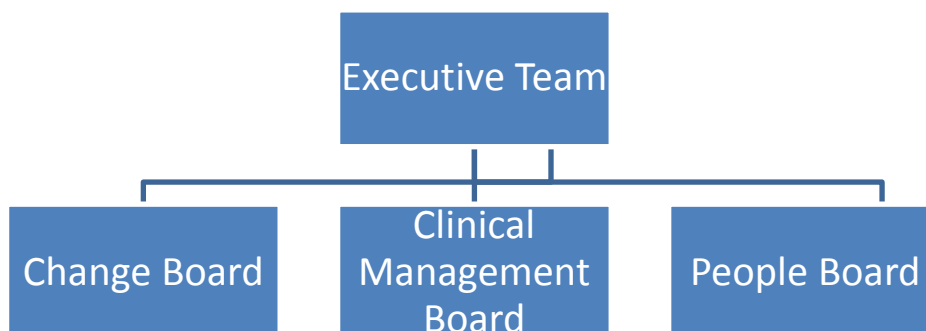 Executive Team
Change Board
Clinical
Management
Board
People Board